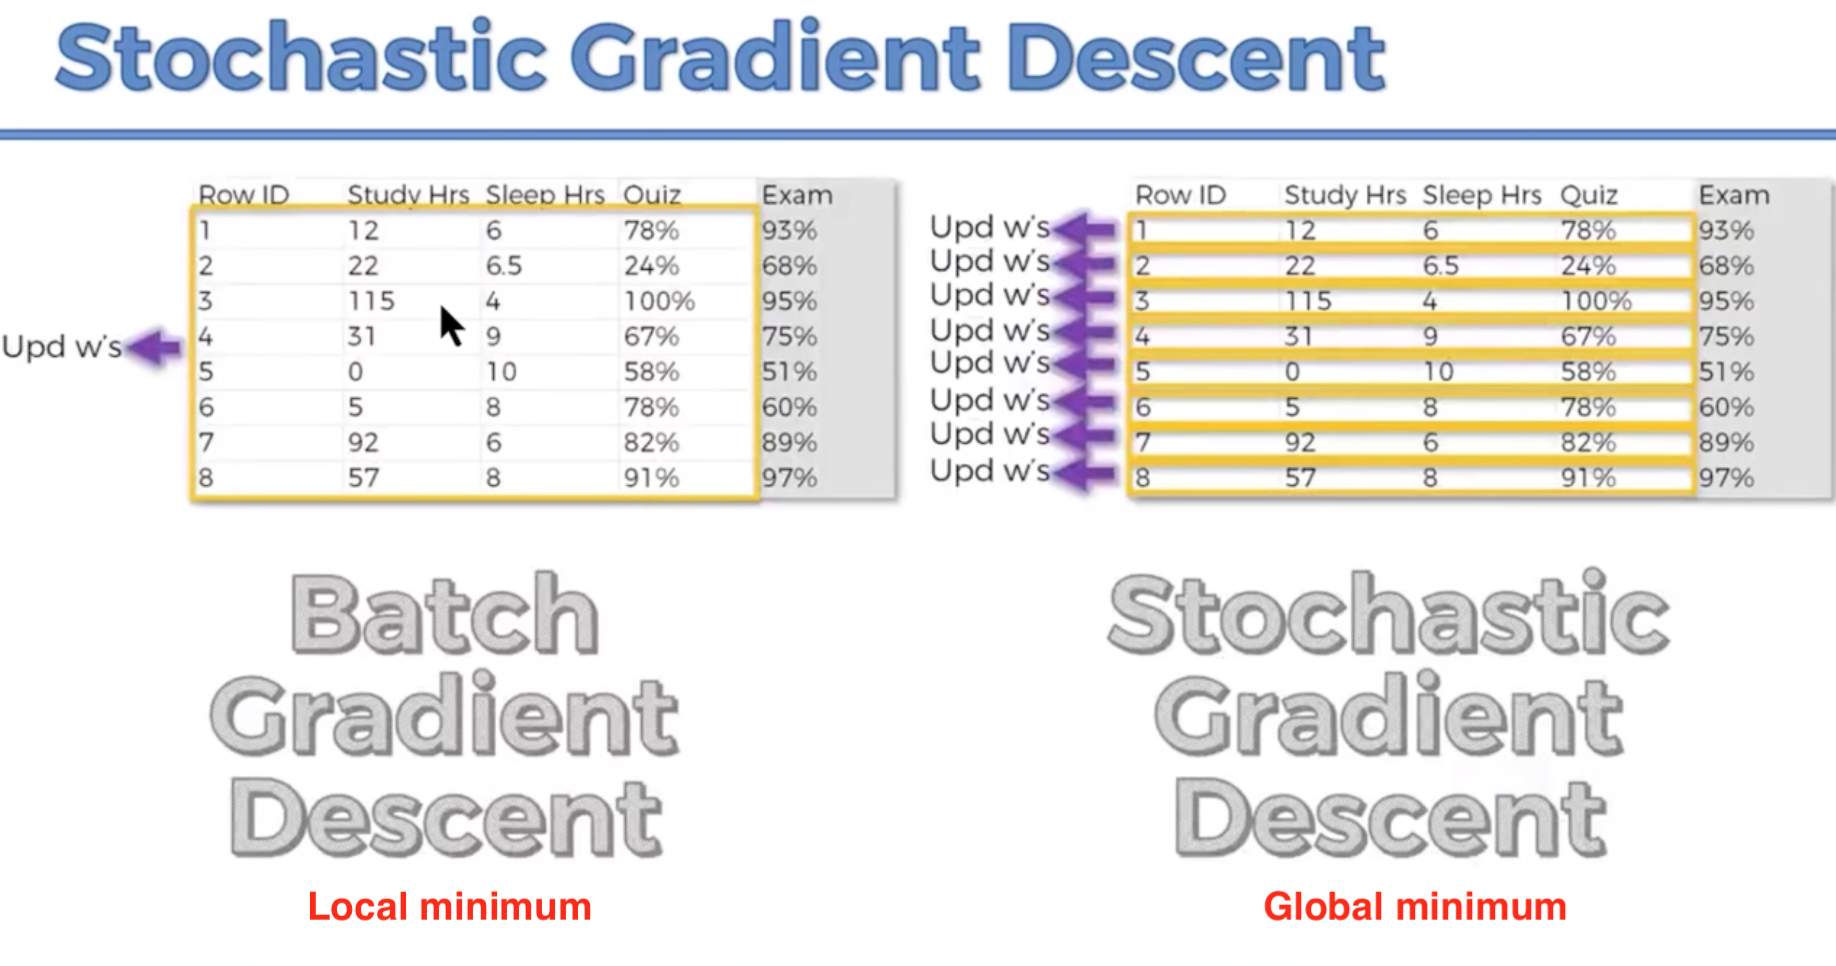 Stochastic Gradient Descent
Row ID Study Hrs Sleep Hrs Quiz Exam
1 12 6 78% 93%
2 22 6.5 24% 68%
3 115 4 100% 95%
4 31 9 67% 75%
Upd w's
5 0 10 58% 51%
6 5 8 78% 60%
7 92 6 82% 89%
8 57 8 91% 97%
Row ID Study Hrs Sleep Hrs Quiz Exam
Upd w's 1 12 6 78% 93%
Upd w's 2 22 6.5 24% 68%
Upd w's 3 115 4 100% 95%
Upd w's 4 31 9 67% 75%
Upd w's 5 0 10 58% 51%
Upd w's 6 5 8 78% 60%
Upd w's 7 92 6 82% 89%
Upd w's 8 57 8 91% 97%
Batch
Gradient
Descent
Local minimum
Stochastic
Gradient
Descent
Global minimum